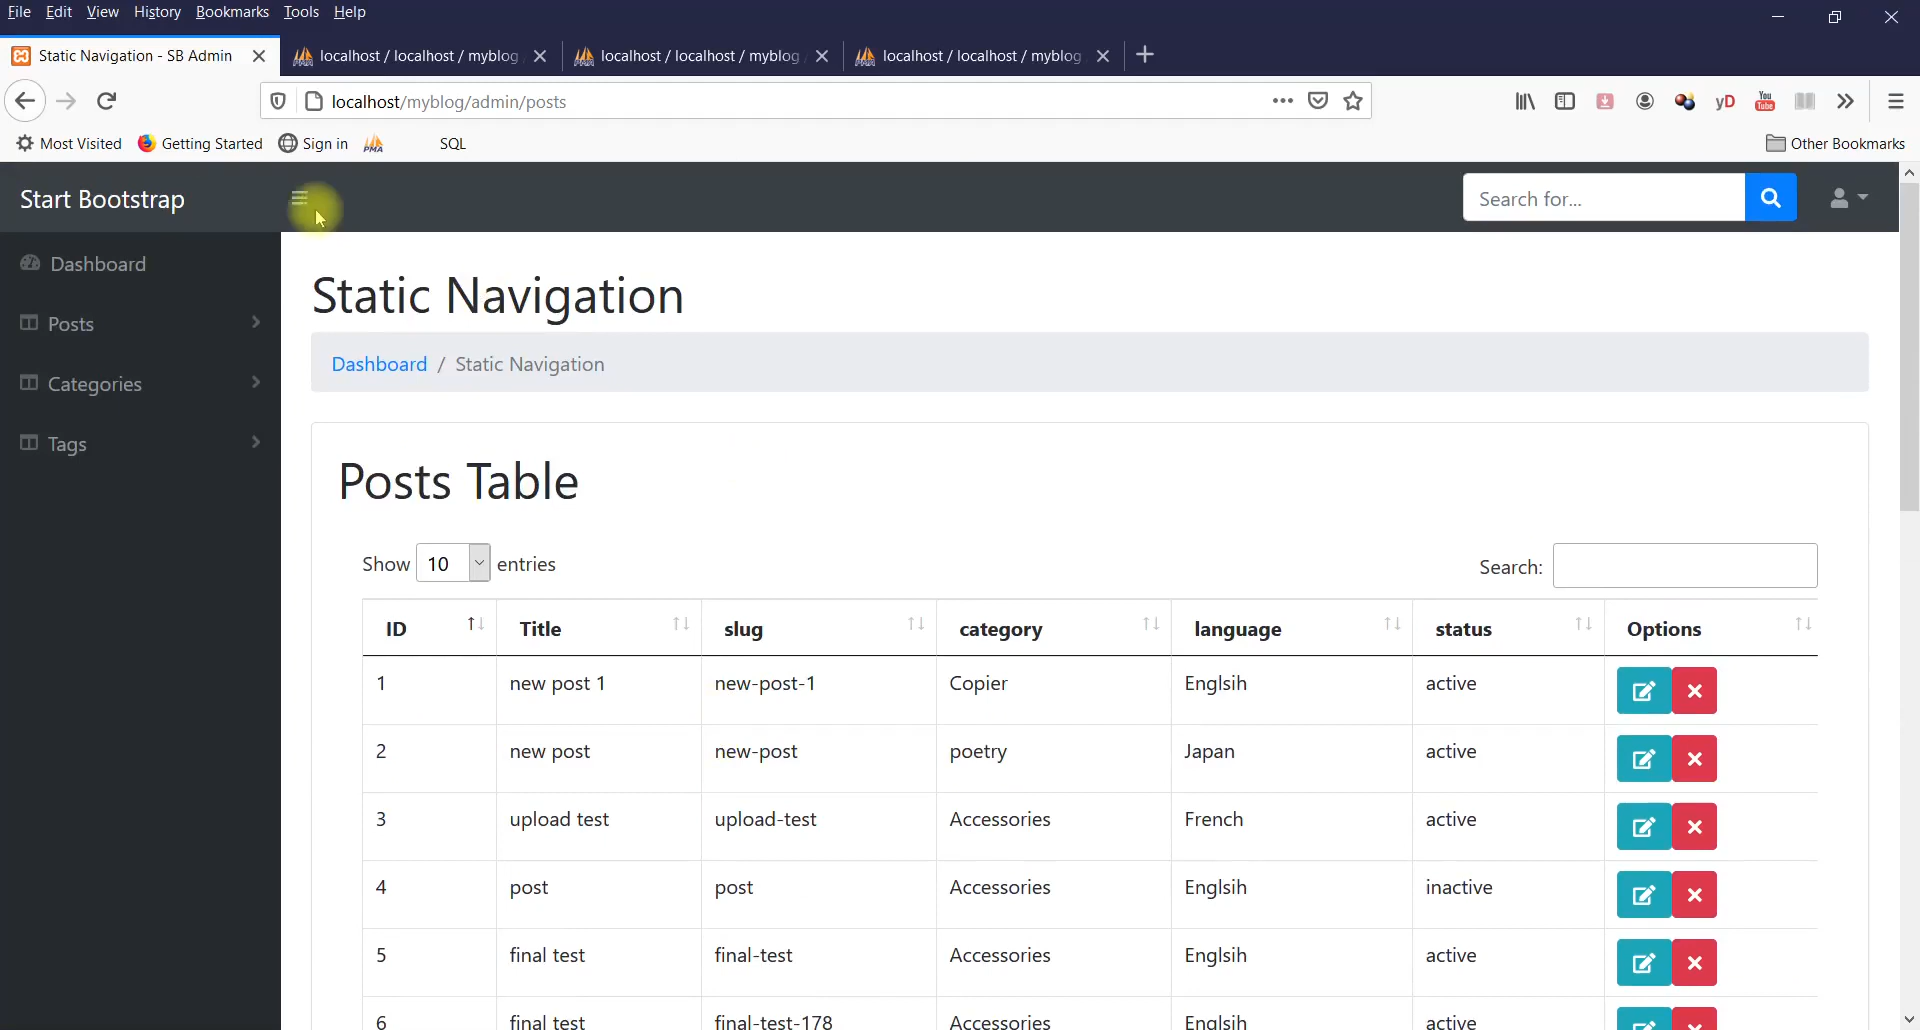 File Edit View History Bookmarks Tools Help
Static Navigation - SB Admin localhost / localhost / myblog localhost / localhost / myblog localhost / localhost / myblog
localhost/myblog/admin/posts
yD You Tube
Most Visited Getting Started Sign in PMA SQL Other Bookmarks
Start Bootstrap Search for...
Dashboard
Posts
Categories
Tags
Static Navigation
Dashboard / Static Navigation
Posts Table
Show 10 entries Search:
ID Title slug category language status Options
1 new post 1 new-post-1 Copier Englsih active
2 new post new-post poetry Japan active
3 upload test upload-test Accessories French active
4 post post Accessories Englsih inactive
5 final test final-test Accessories Englsih active
6 final test final-test-178 Accessories Englsih active